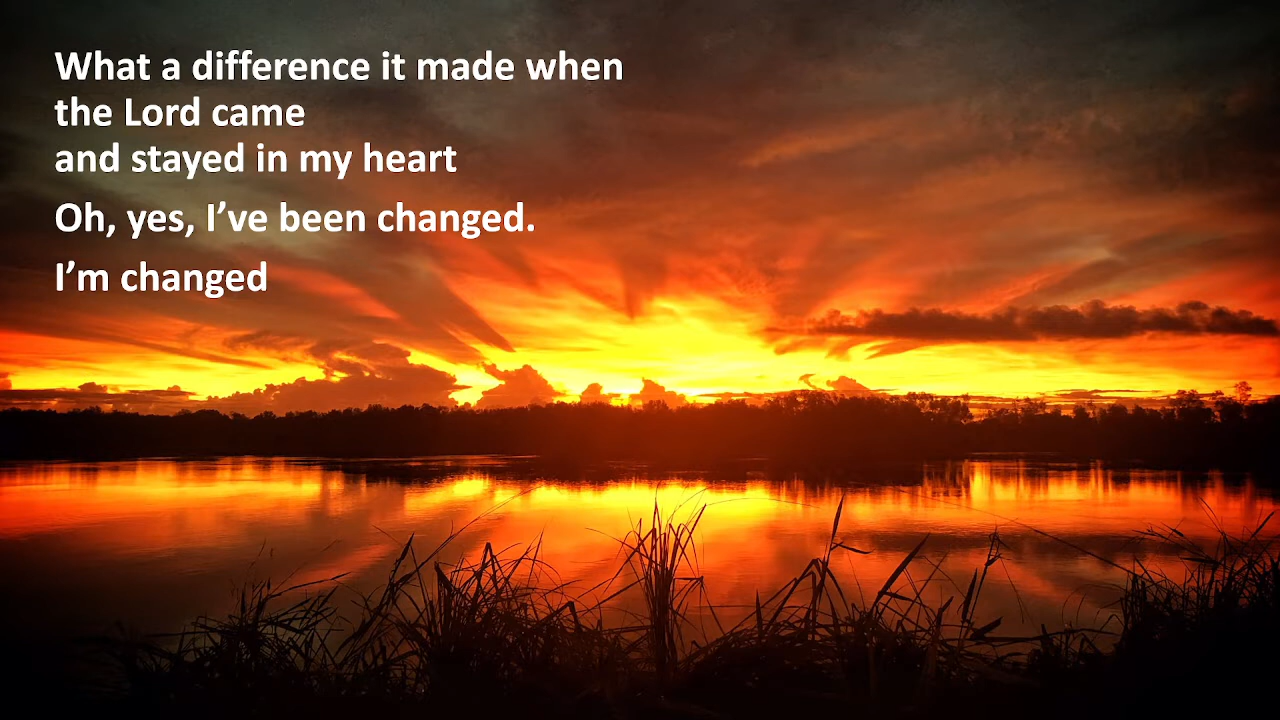 What a difference it made when
the Lord came
and stayed in my heart
Oh, yes, I’ve been changed.
I’m changed